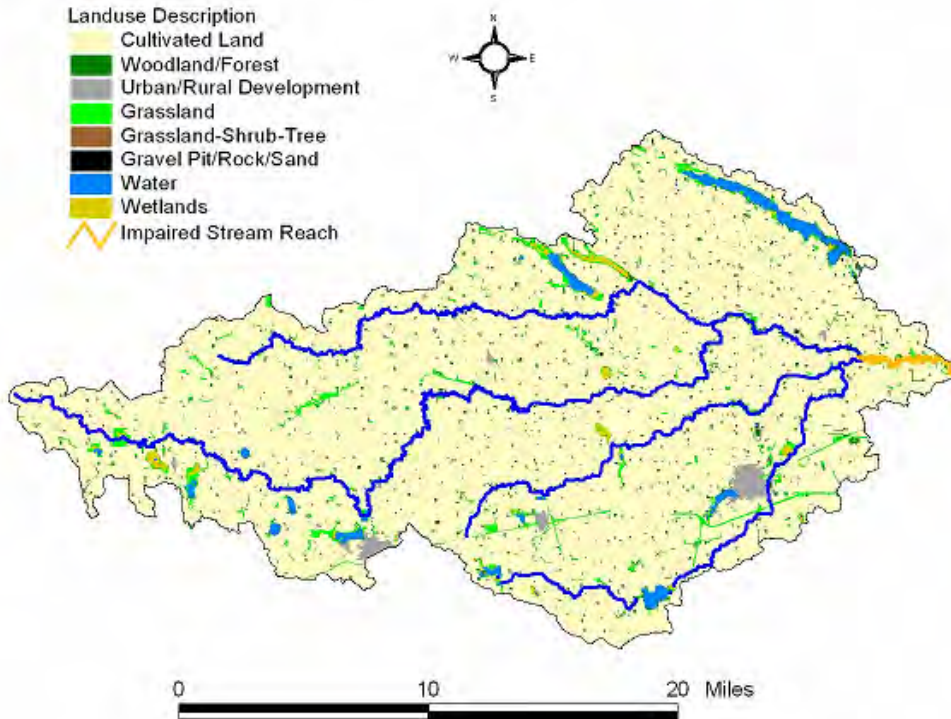 Landuse Description
Cultivated Land
Woodland/Forest
Urban/Rural Development
Grassland
Grassland-Shrub-Tree
Gravel Pit/Rock/Sand
Water
Wetlands
Impaired Stream Reach
N
W E
S
0 10 20 Miles